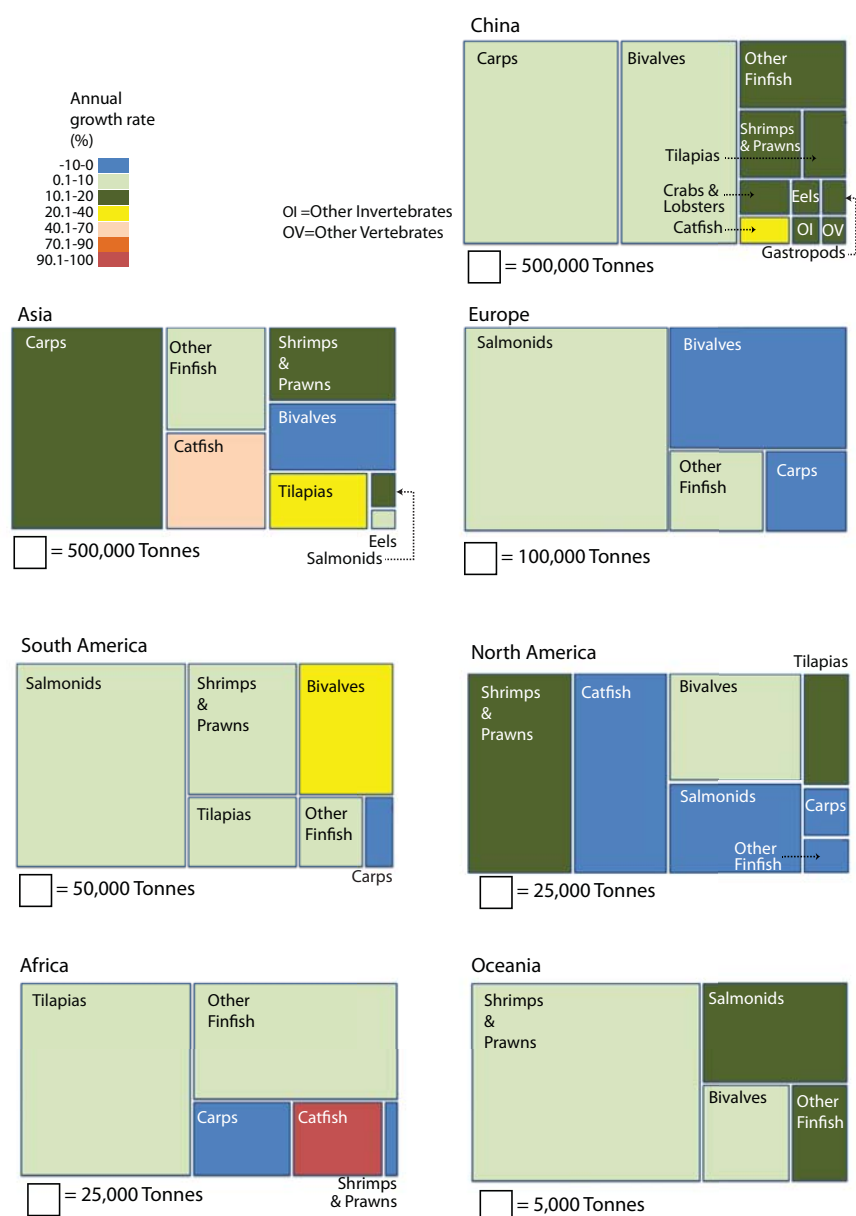 China
Carps
Bivalves
Other
Finfish
Shrimps
& Prawns
Tilapias
Crabs &
Lobsters
Eels
Catfish
OI
OV
Gastropods
= 500,000 Tonnes
Annual
growth rate
(%)
-10-0
0.1-10
10.1-20
20.1-40
40.1-70
70.1-90
90.1-100
OI =Other Invertebrates
OV=Other Vertebrates
Asia
Carps
Other
Finfish
Shrimps
&
Prawns
Bivalves
Catfish
Tilapias
Eels
Salmonids
= 500,000 Tonnes
Europe
Salmonids
Bivalves
Other
Finfish
Carps
= 100,000 Tonnes
South America
Salmonids
Shrimps
&
Prawns
Bivalves
Tilapias
Other
Finfish
Carps
= 50,000 Tonnes
North America
Tilapias
Shrimps
&
Prawns
Catfish
Bivalves
Salmonids
Carps
Other
Finfish
= 25,000 Tonnes
Africa
Tilapias
Other
Finfish
Carps
Catfish
Shrimps
& Prawns
= 25,000 Tonnes
Oceania
Shrimps
&
Prawns
Salmonids
Bivalves
Other
Finfish
= 5,000 Tonnes